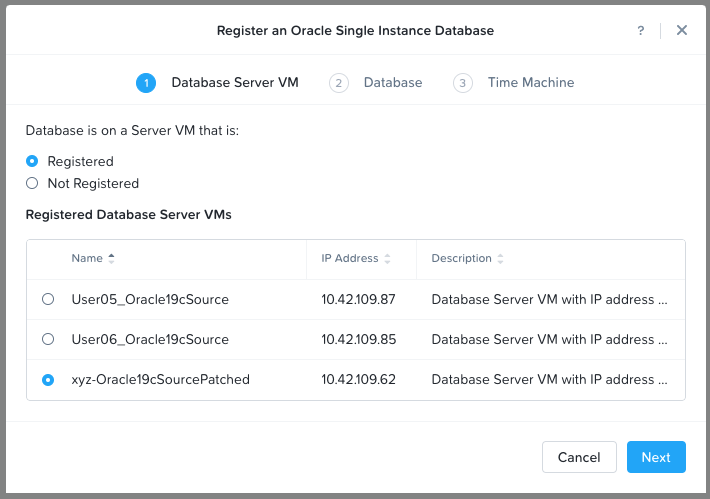 Register an Oracle Single Instance Database ?
1 Database Server VM 2 Database 3 Time Machine
Database is on a Server VM that is:
Registered
Not Registered
Registered Database Server VMs
Name IP Address Description
User05_Oracle19cSource 10.42.109.87 Database Server VM with IP address ...
User06_Oracle19cSource 10.42.109.85 Database Server VM with IP address ...
xyz-Oracle19cSourcePatched 10.42.109.62 Database Server VM with IP address ...
Cancel Next